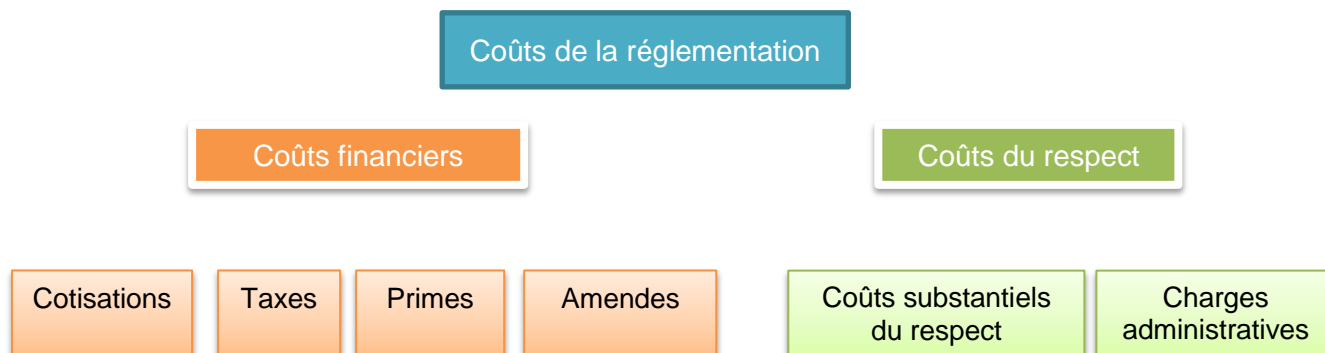 Coûts de la réglementation
Coûts financiers
Coûts du respect
Cotisations
Taxes
Primes
Amendes
Coûts substantiels
du respect
Charges
administratives